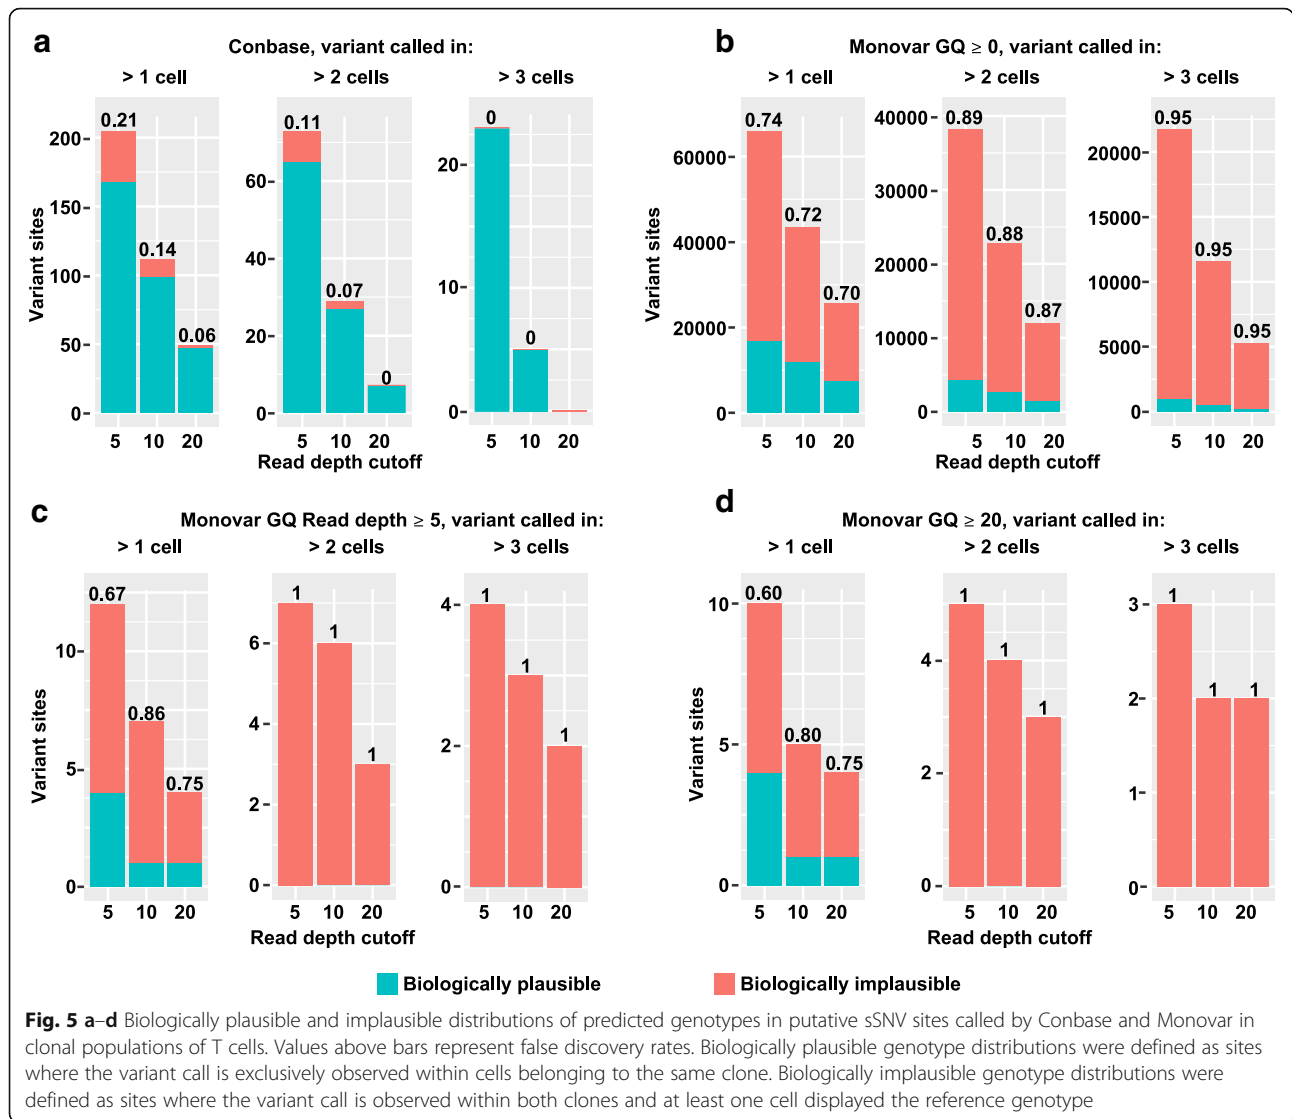 a
Conbase, variant called in:
> 1 cell
> 2 cells
> 3 cells
Variant sites
200
150
100
50
0
0.21
0.14
0.06
5 10 20
60
40
20
0
0.11
0.07
0
5 10 20
20
10
0
0
0
5 10 20
Read depth cutoff
b
Monovar GQ ≥ 0, variant called in:
> 1 cell
> 2 cells
> 3 cells
Variant sites
60000
40000
20000
0
0.74
0.72
0.70
5 10 20
40000
30000
20000
10000
0
0.89
0.88
0.87
5 10 20
20000
15000
10000
5000
0
0.95
0.95
0.95
5 10 20
Read depth cutoff
c
Monovar GQ Read depth ≥ 5, variant called in:
> 1 cell
> 2 cells
> 3 cells
Variant sites
10
5
0
0.67
0.86
0.75
5 10 20
6
4
2
0
1
1
1
5 10 20
4
2
0
1
1
1
5 10 20
Read depth cutoff
d
Monovar GQ ≥ 20, variant called in:
> 1 cell
> 2 cells
> 3 cells
Variant sites
10
5
0
0.60
0.80
0.75
5 10 20
4
2
0
1
1
1
5 10 20
3
2
1
0
1
1
1
5 10 20
Read depth cutoff
Biologically plausible
Biologically implausible
Fig. 5 a–d Biologically plausible and implausible distributions of predicted genotypes in putative sSNV sites called by Conbase and Monovar in
clonal populations of T cells. Values above bars represent false discovery rates. Biologically plausible genotype distributions were defined as sites
where the variant call is exclusively observed within cells belonging to the same clone. Biologically implausible genotype distributions were
defined as sites where the variant call is observed within both clones and at least one cell displayed the reference genotype